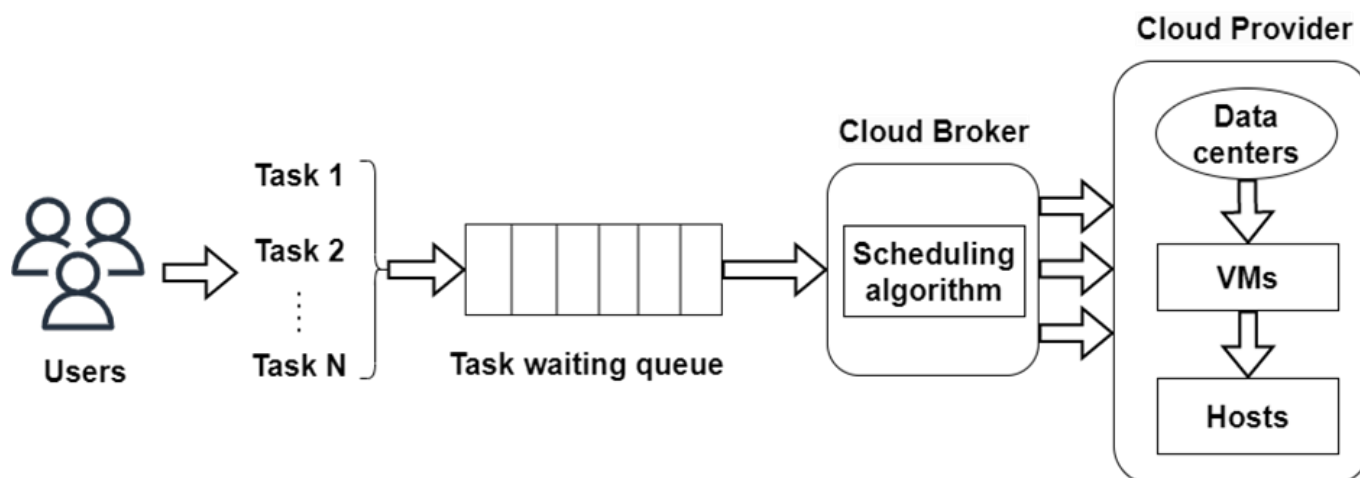 Users
Task 1
Task 2
Task N
Task waiting queue
Cloud Broker
Scheduling
algorithm
Cloud Provider
Data
centers
VMs
Hosts